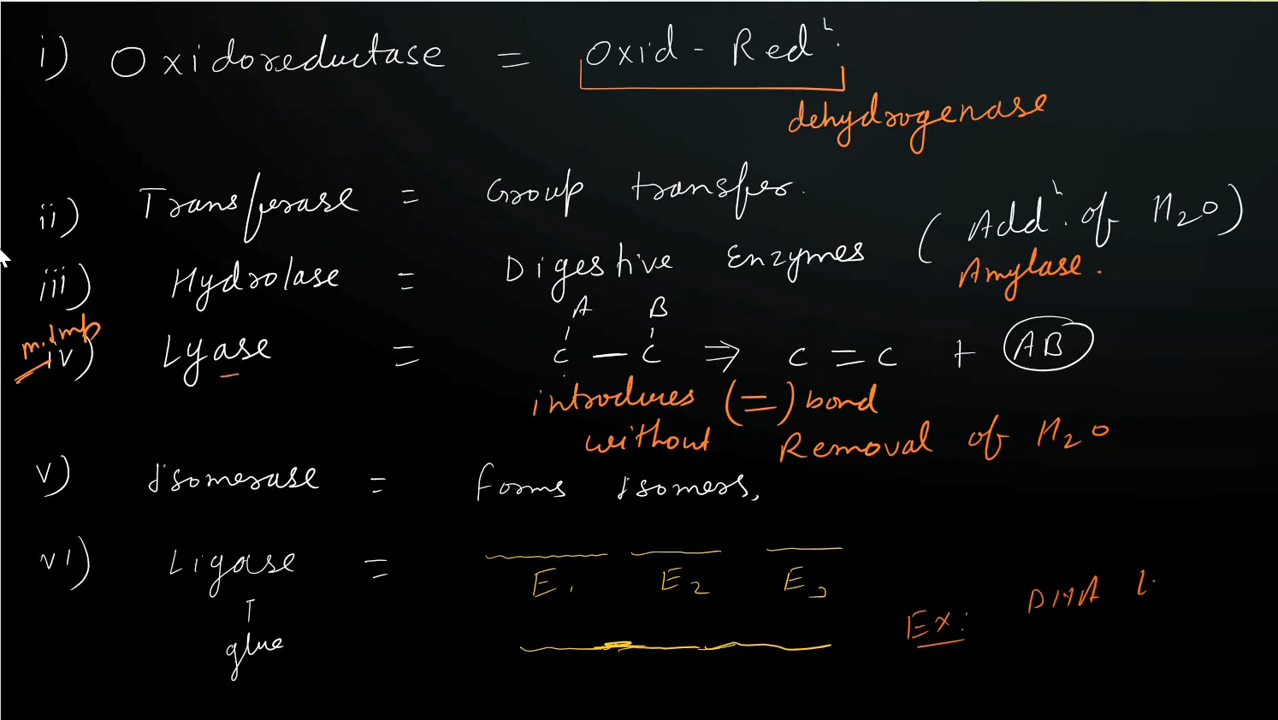 i) Oxidoreductase = Oxid - Redⁿ.
dehydrogenase
ii) Transferase = Group transfer.
iii) Hydrolase = Digestive Enzymes (Addⁿ. of H2O)
Amylase.
A B
m.imp iv) Lyase = C — C ⇒ C = C + AB
introduces (=) bond
without Removal of H2O
v) Isomerase = forms isomers,
vi) Ligase =
E1 E2 E3
glue
Ex: DNA L